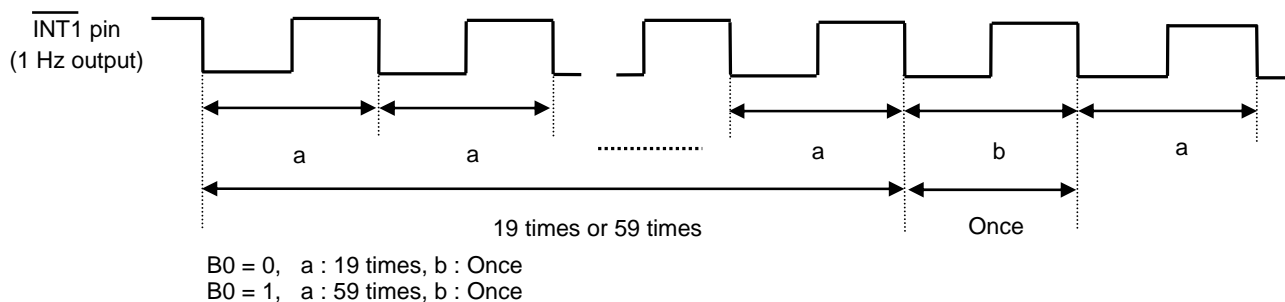 INT1 pin
(1 Hz output)
a
a
a
b
a
19 times or 59 times
Once
B0 = 0, a : 19 times, b : Once
B0 = 1, a : 59 times, b : Once